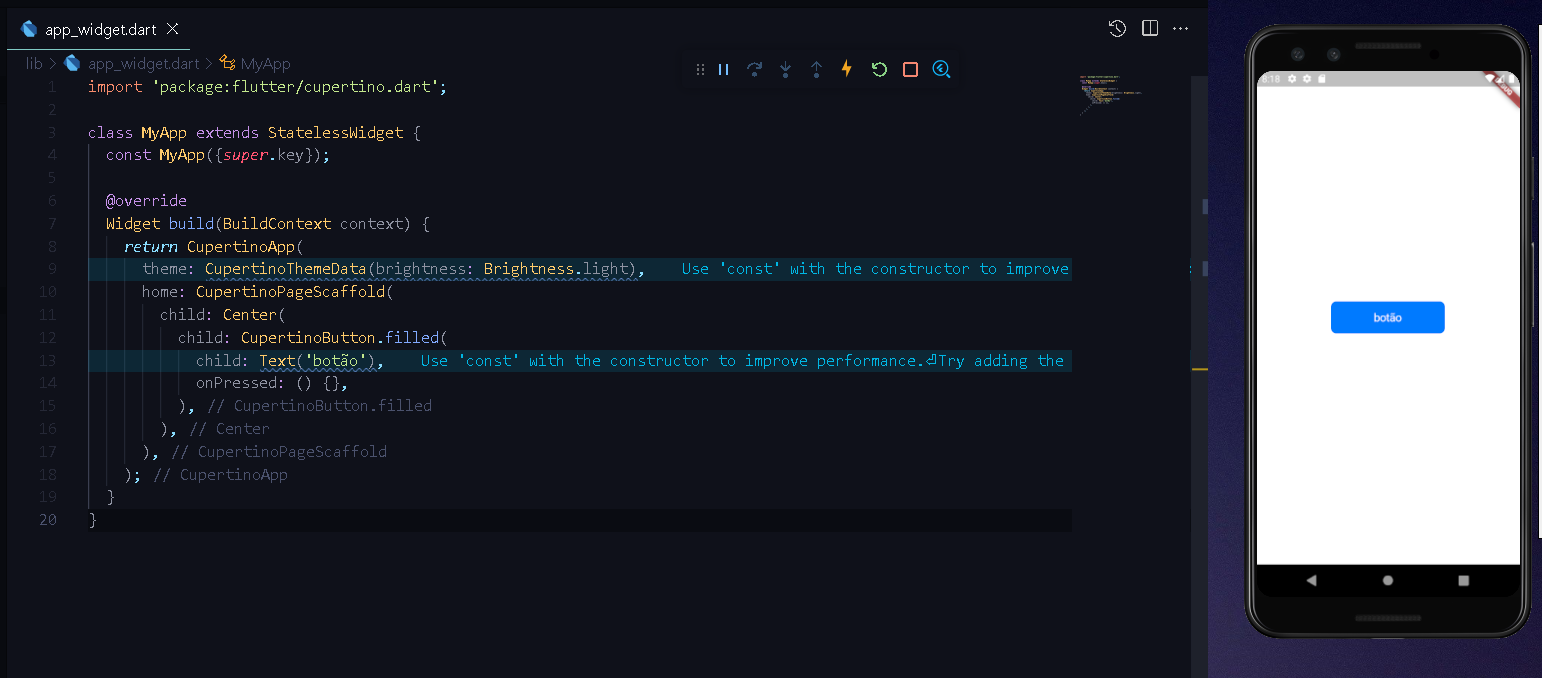 app_widget.dart
lib > app_widget.dart > MyApp
1 import 'package:flutter/cupertino.dart';
2
3 class MyApp extends StatelessWidget {
4 const MyApp({super.key});
5
6 @override
7 Widget build(BuildContext context) {
8 return CupertinoApp(
9 theme: CupertinoThemeData(brightness: Brightness.light), Use 'const' with the constructor to improve
10 home: CupertinoPageScaffold(
11 child: Center(
12 child: CupertinoButton.filled(
13 child: Text('botão'), Use 'const' with the constructor to improve performance.⏎Try adding the
14 onPressed: () {},
15 ), // CupertinoButton.filled
16 ), // Center
17 ), // CupertinoPageScaffold
18 ); // CupertinoApp
19 }
20 }
8:18
botão